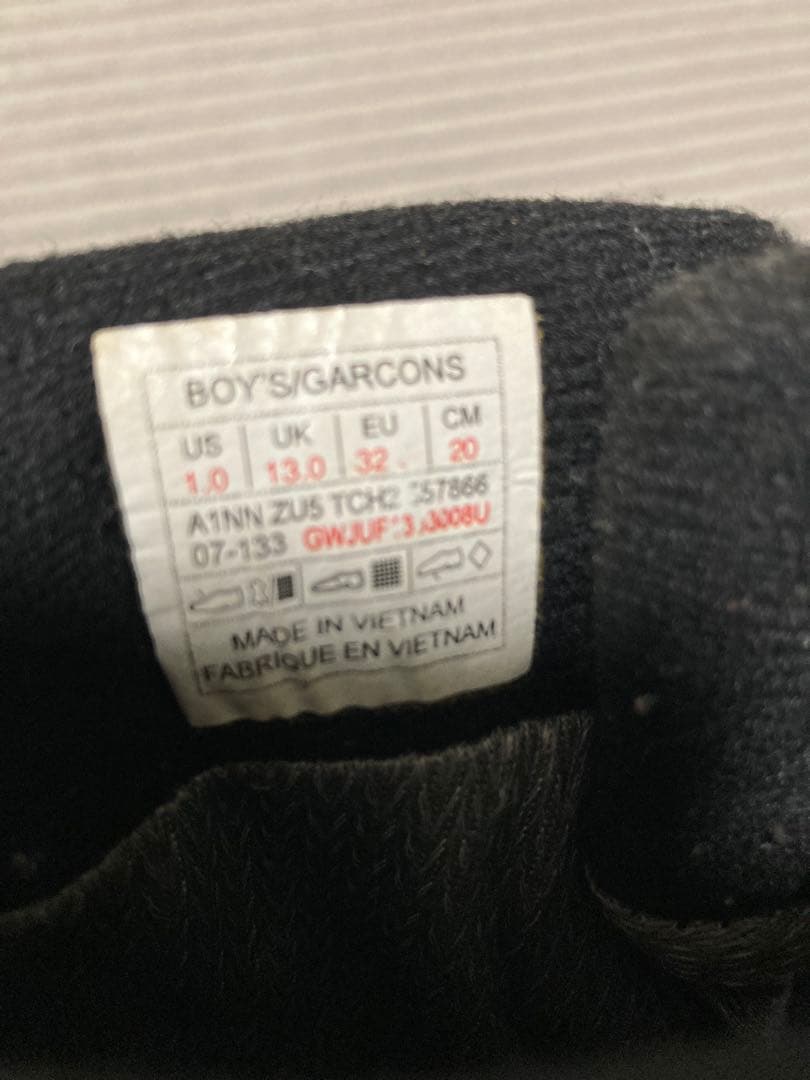 BOY'S/GARCONS
US UK EU CM
1.0 13.0 32 20
A1NN ZU5 TCH2
07-133
MADE IN VIETNAM
FABRIQUE EN VIETNAM